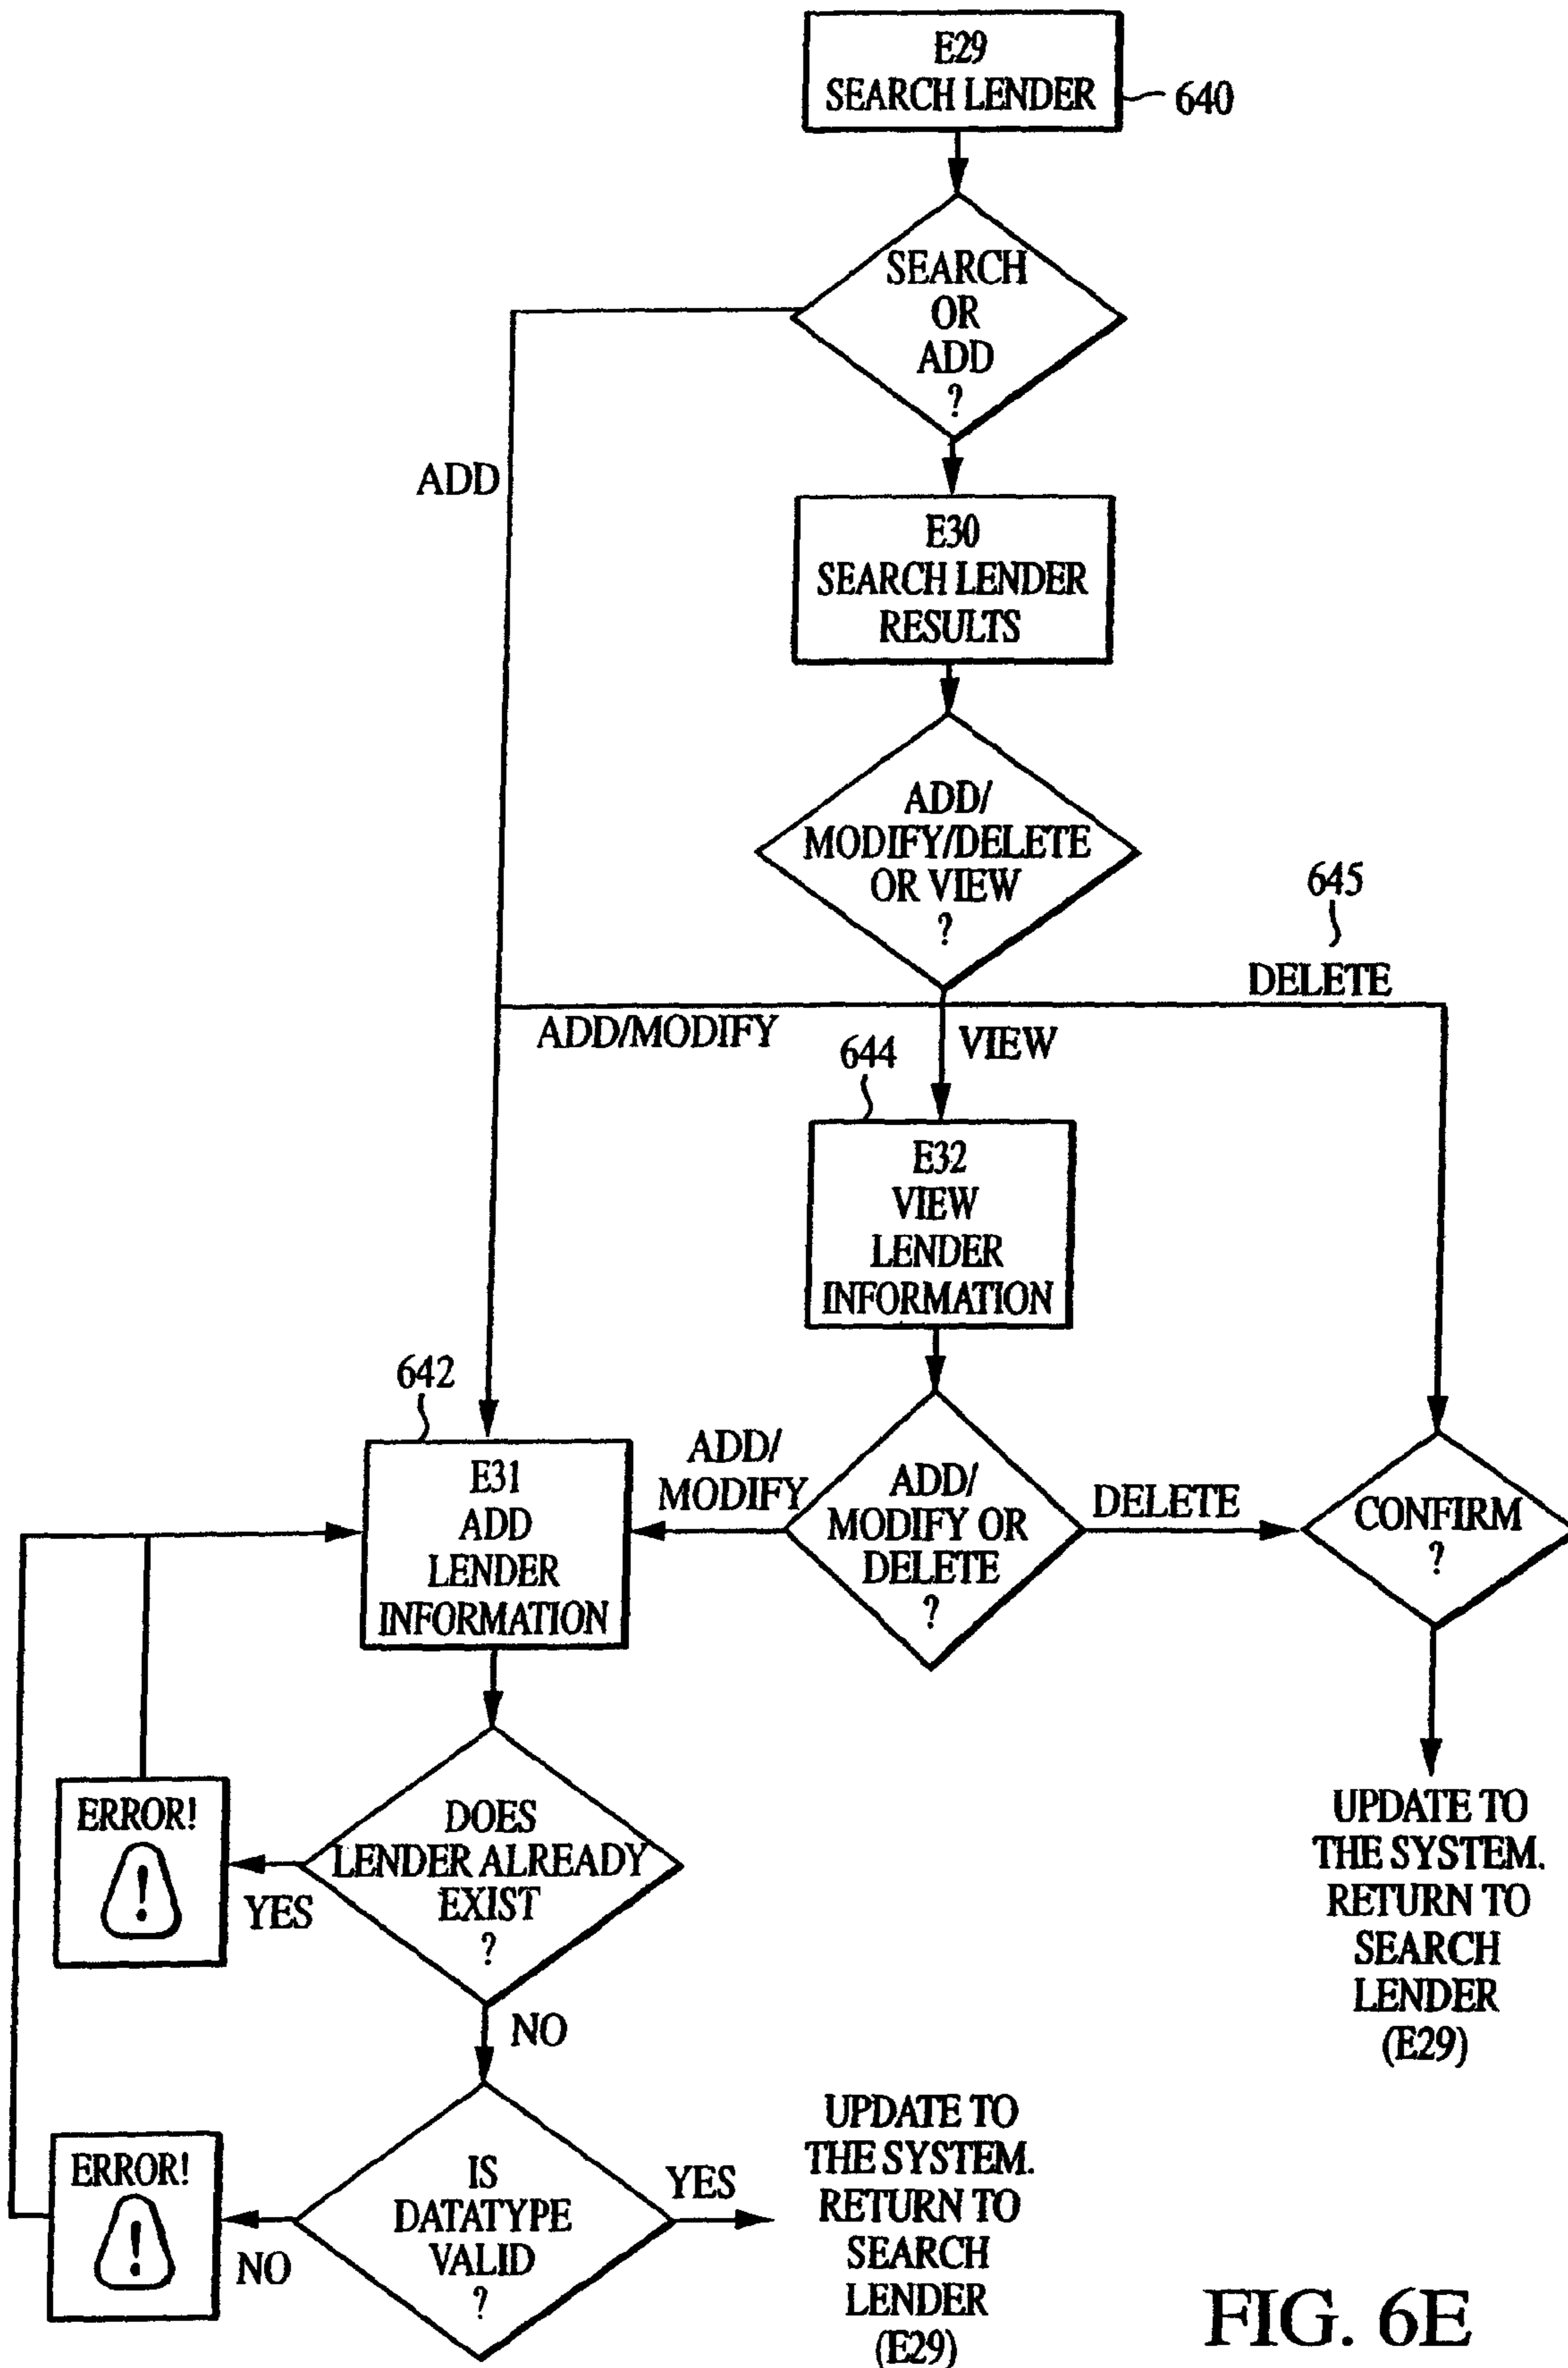 E29
SEARCH LENDER
640
SEARCH
OR
ADD
?
ADD
E30
SEARCH LENDER
RESULTS
ADD/
MODIFY/DELETE
OR VIEW
?
645
DELETE
ADD/MODIFY
VIEW
644
E32
VIEW
LENDER
INFORMATION
642
E31
ADD
LENDER
INFORMATION
ADD/
MODIFY
ADD/
MODIFY OR
DELETE
?
DELETE
CONFIRM
?
UPDATE TO
THE SYSTEM.
RETURN TO
SEARCH
LENDER
(E29)
ERROR!
!
YES
DOES
LENDER ALREADY
EXIST
?
NO
ERROR!
!
NO
IS
DATATYPE
VALID
?
YES
UPDATE TO
THE SYSTEM.
RETURN TO
SEARCH
LENDER
(E29)
FIG. 6E